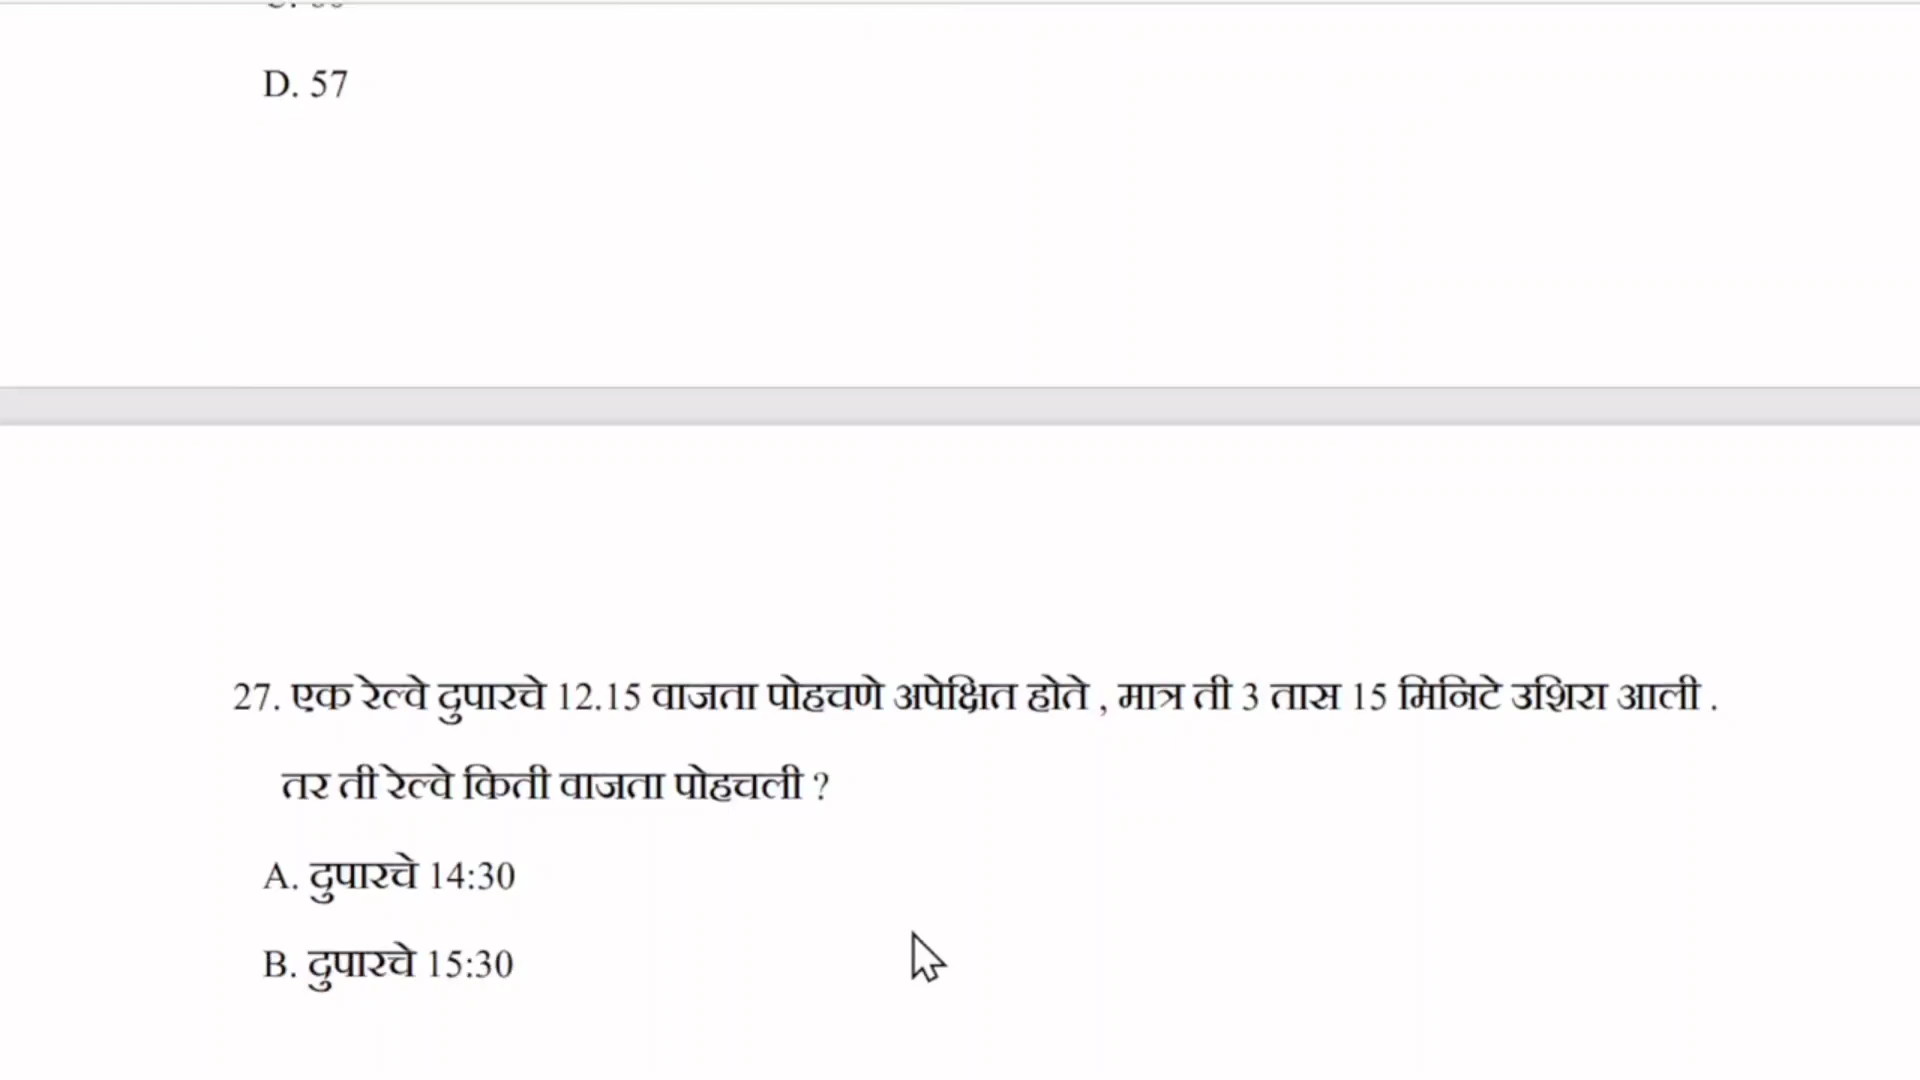 D. 57
27. एक रेल्वे दुपारचे 12.15 वाजता पोहचणे अपेक्षित होते , मात्र ती 3 तास 15 मिनिटे उशिरा आली .
तर ती रेल्वे किती वाजता पोहचली ?
A. दुपारचे 14:30
B. दुपारचे 15:30